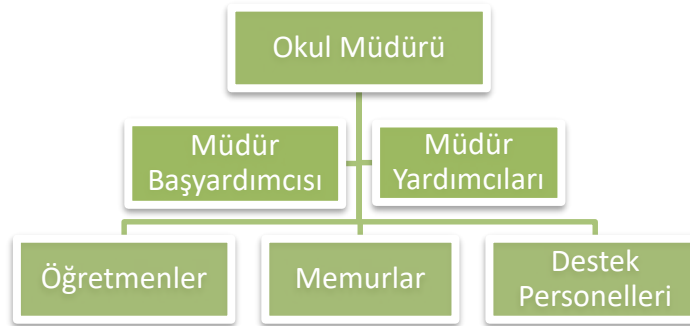 Okul Müdürü
Müdür
Başyardımcısı
Müdür
Yardımcıları
Öğretmenler
Memurlar
Destek
Personelleri